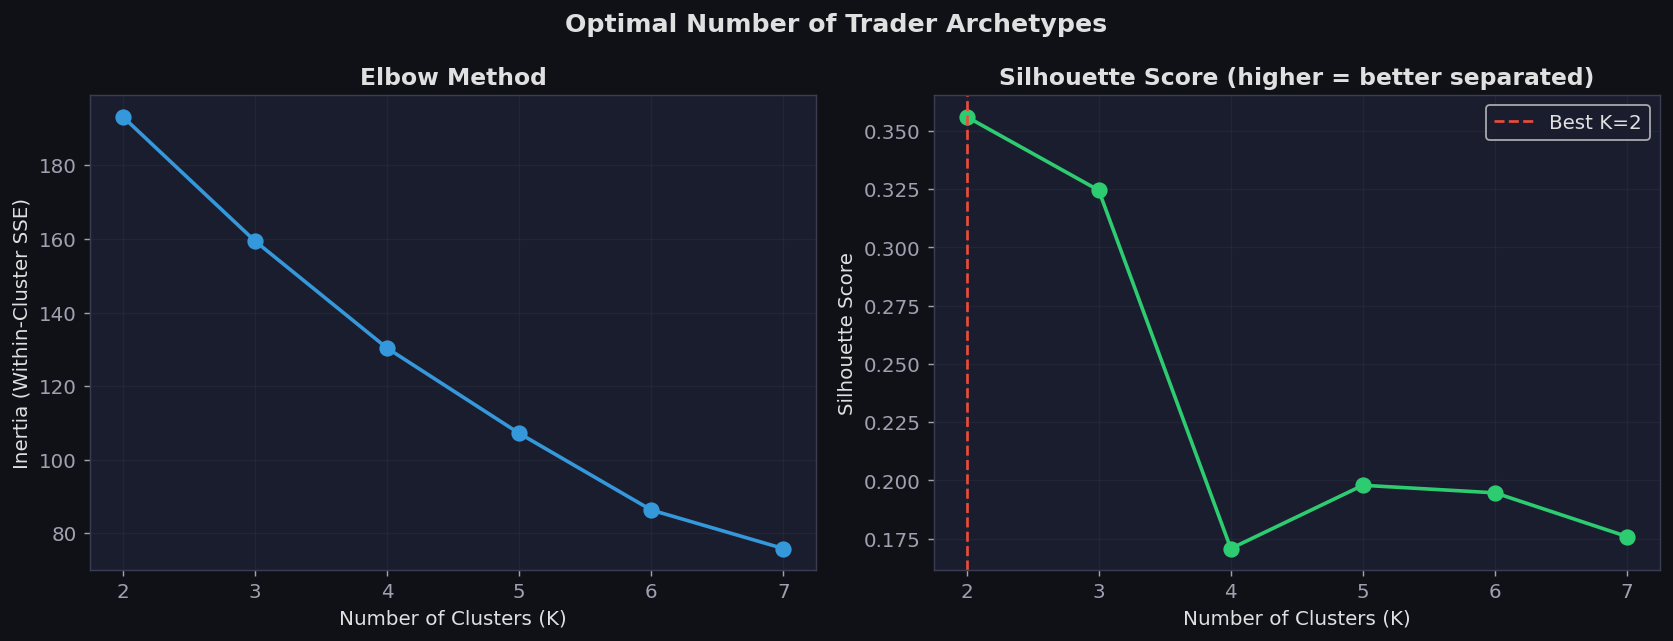 Optimal Number of Trader Archetypes
Elbow Method
Inertia (Within-Cluster SSE)
180
160
140
120
100
80
2 3 4 5 6 7
Number of Clusters (K)
Silhouette Score (higher = better separated)
Best K=2
Silhouette Score
0.350
0.325
0.300
0.275
0.250
0.225
0.200
0.175
2 3 4 5 6 7
Number of Clusters (K)